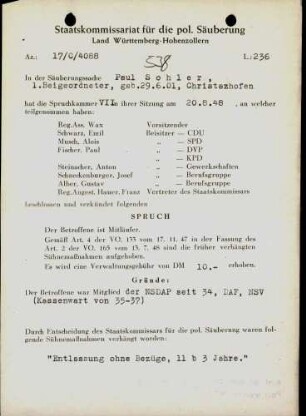 Staatskommissariat für die pol. Säuberung
Land Württemberg-Hohenzollern
Az.: 17/G/4088
L: 236
558
In der Säuberungssache Paul Sohler,
1.Beigeordneter, geb.29.6.01, Christazhofen
hat die Spruchkammer VII in ihrer Sitzung am 20.8.48 , an welcher
teilgenommen haben:
Reg.Ass. Wax Vorsitzender
Schwarz, Emil Beisitzer — CDU
Musch, Alois „ — SPD
Fischer, Paul „ — DVP
„ — KPD
Steinacker, Anton „ — Gewerkschaften
Schneckenburger, Josef „ — Berufsgruppe
Alber, Gustav „ — Berufsgruppe
Reg.Angest. Hauer, Franz Vertreter des Staatskommissars
beschlossen und verkündet folgenden
SPRUCH
Der Betroffene ist Mitläufer.
Gemäß Art. 4 der VO. 133 vom 17. 11. 47 in der Fassung des
Art. 2 der VO. 165 vom 13. 7. 48 sind die früher verhängten
Sühnemaßnahmen aufgehoben.
Es wird eine Verwaltungsgebühr von DM 10.- erhoben.
Gründe:
Der Betroffene war Mitglied der NSDAP seit 34, DAF, NSV
(Kassenwart von 35-37)
Durch Entscheidung des Staatskommissars für die pol. Säuberung waren fol-
gende Sühnemaßnahmen verhängt worden:
"Entlassung ohne Bezüge, 11 b 3 Jahre."